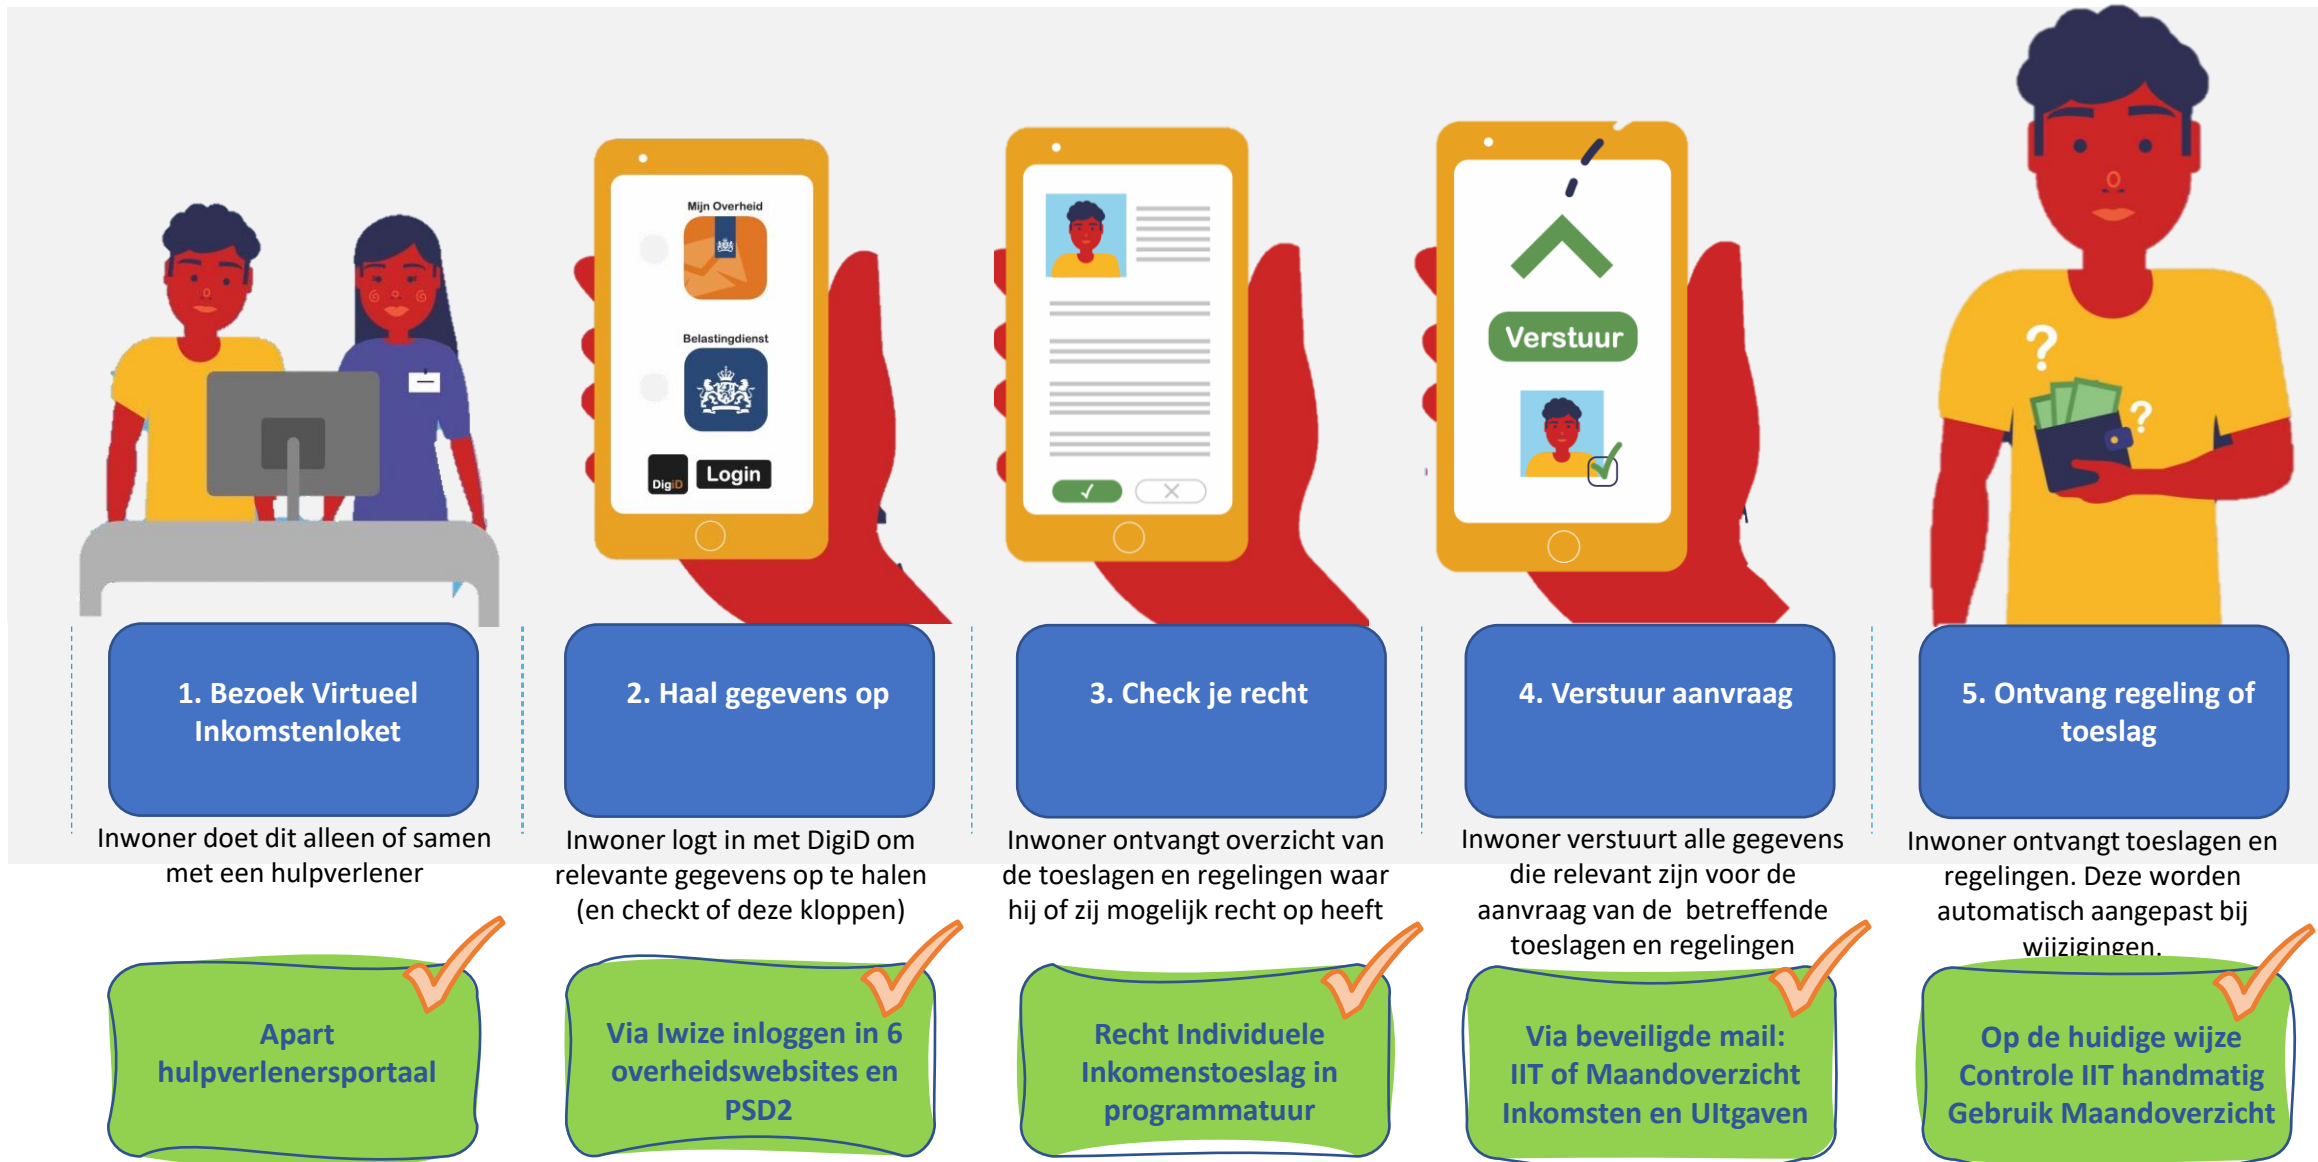 Mijn Overheid
Belastingdienst
DigiD
Login
Verstuur
?
?
1. Bezoek Virtueel
Inkomstenloket
2. Haal gegevens op
3. Check je recht
4. Verstuur aanvraag
5. Ontvang regeling of
toeslag
Inwoner doet dit alleen of samen
met een hulpverlener
Inwoner logt in met DigiD om
relevante gegevens op te halen
(en checkt of deze kloppen)
Inwoner ontvangt overzicht van
de toeslagen en regelingen waar
hij of zij mogelijk recht op heeft
Inwoner verstuurt alle gegevens
die relevant zijn voor de
aanvraag van de betreffende
toeslagen en regelingen
Inwoner ontvangt toeslagen en
regelingen. Deze worden
automatisch aangepast bij
wijzigingen.
Apart
hulpverlenersportaal
Via Iwize inloggen in 6
overheidswebsites en
PSD2
Recht Individuele
Inkomenstoeslag in
programmatuur
Via beveiligde mail:
IIT of Maandoverzicht
Inkomsten en UItgaven
Op de huidige wijze
Controle IIT handmatig
Gebruik Maandoverzicht